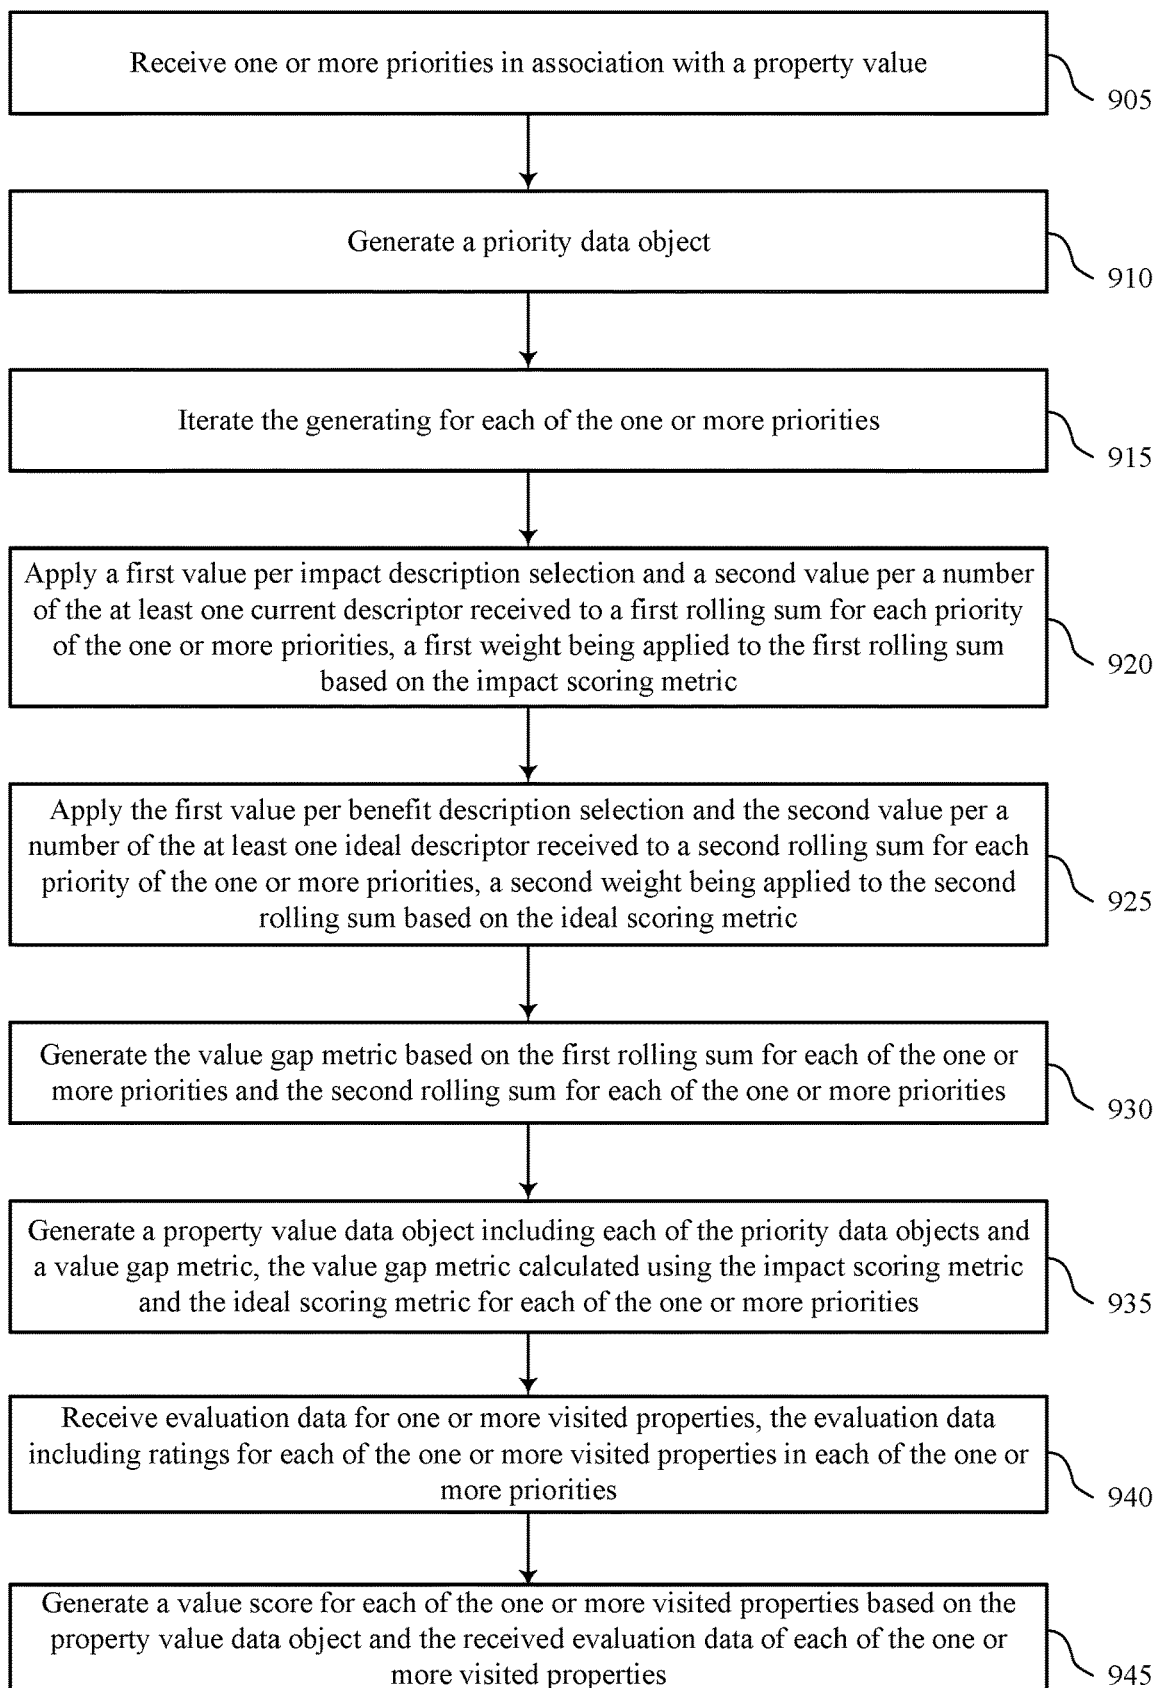 Receive one or more priorities in association with a property value
905
Generate a priority data object
910
Iterate the generating for each of the one or more priorities
915
Apply a first value per impact description selection and a second value per a number
of the at least one current descriptor received to a first rolling sum for each priority
of the one or more priorities, a first weight being applied to the first rolling sum
based on the impact scoring metric
920
Apply the first value per benefit description selection and the second value per a
number of the at least one ideal descriptor received to a second rolling sum for each
priority of the one or more priorities, a second weight being applied to the second
rolling sum based on the ideal scoring metric
925
Generate the value gap metric based on the first rolling sum for each of the one or
more priorities and the second rolling sum for each of the one or more priorities
930
Generate a property value data object including each of the priority data objects and
a value gap metric, the value gap metric calculated using the impact scoring metric
and the ideal scoring metric for each of the one or more priorities
935
Receive evaluation data for one or more visited properties, the evaluation data
including ratings for each of the one or more visited properties in each of the one or
more priorities
940
Generate a value score for each of the one or more visited properties based on the
property value data object and the received evaluation data of each of the one or
more visited properties
945